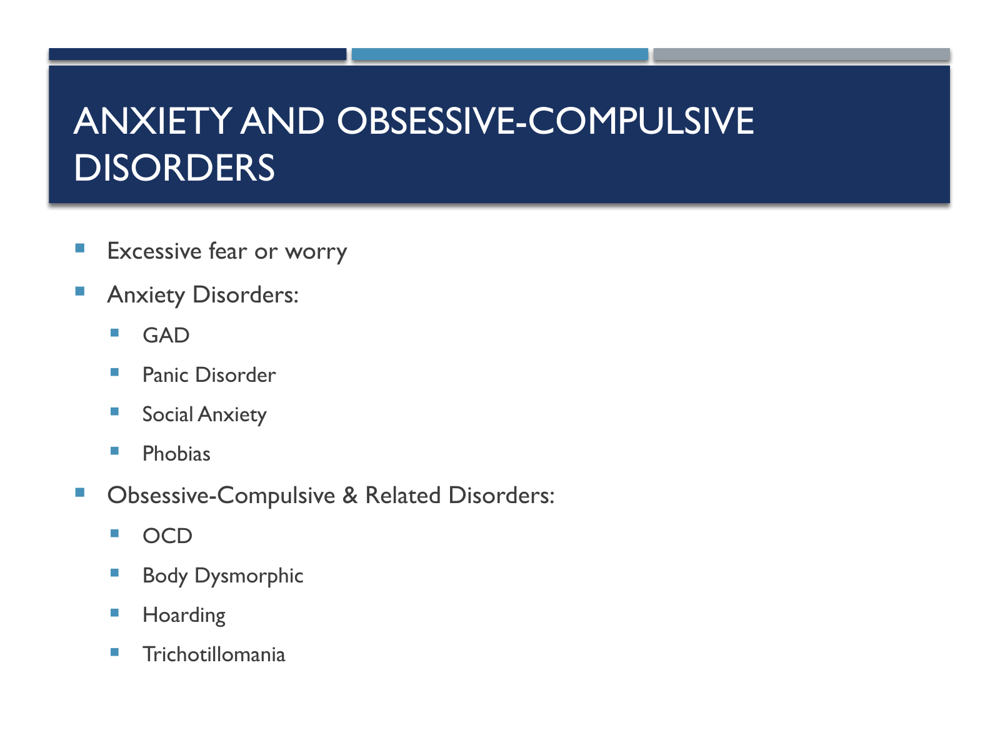 ANXIETY AND OBSESSIVE-COMPULSIVE
DISORDERS
Excessive fear or worry
Anxiety Disorders:
GAD
Panic Disorder
Social Anxiety
Phobias
Obsessive-Compulsive & Related Disorders:
OCD
Body Dysmorphic
Hoarding
Trichotillomania